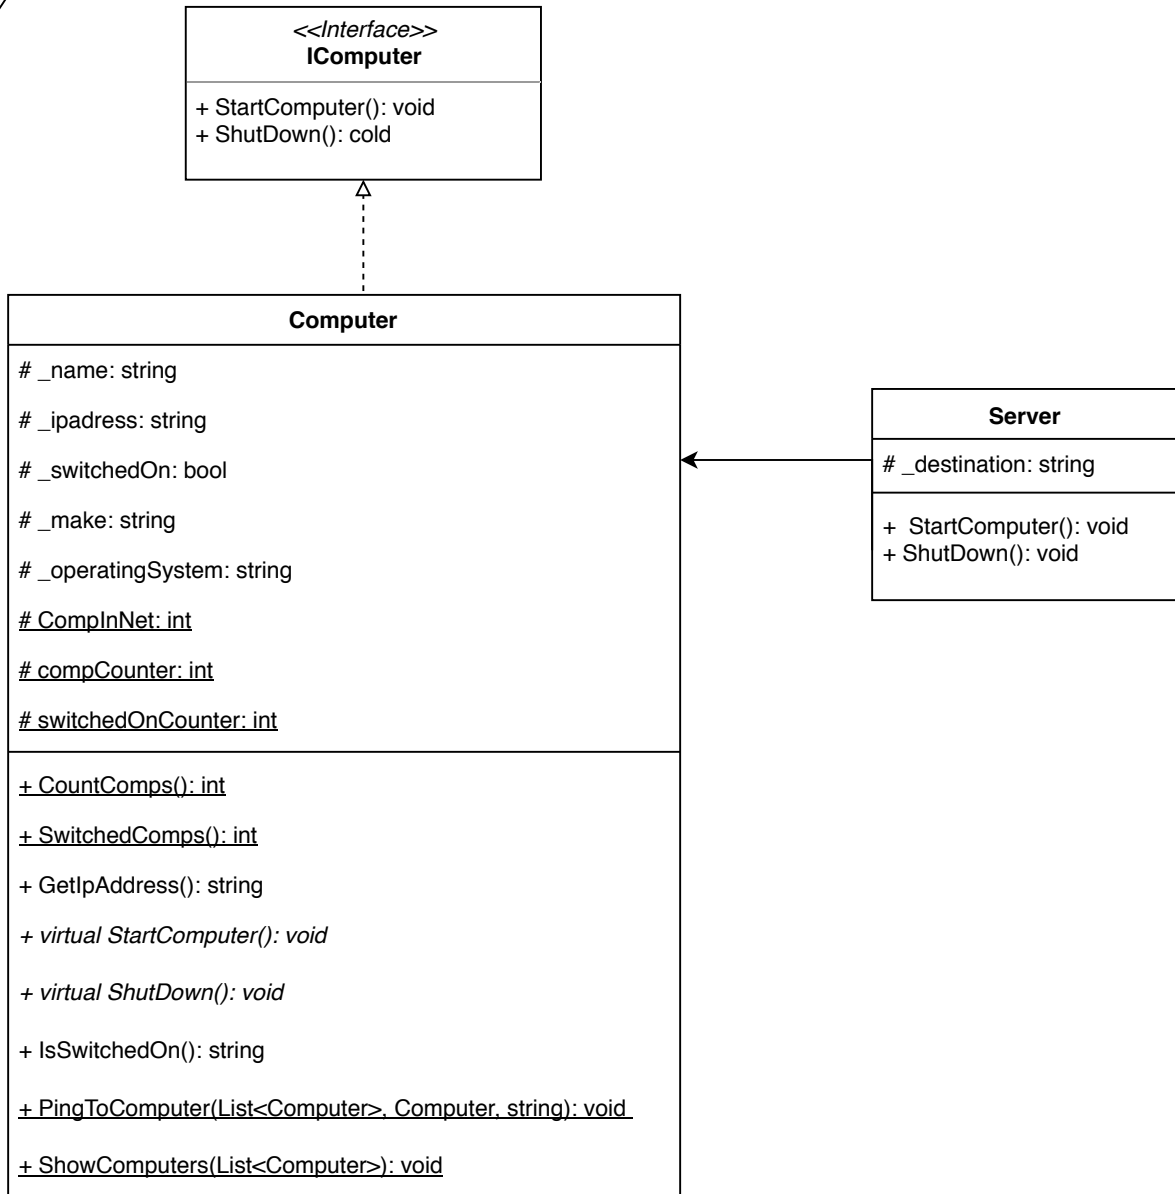 <<Interface>>
IComputer
+ StartComputer(): void
+ ShutDown(): cold
Computer
# _name: string
# _ipadress: string
# _switchedOn: bool
# _make: string
# _operatingSystem: string
# CompInNet: int
# compCounter: int
# switchedOnCounter: int
+ CountComps(): int
+ SwitchedComps(): int
+ GetIpAddress(): string
+ virtual StartComputer(): void
+ virtual ShutDown(): void
+ IsSwitchedOn(): string
+ PingToComputer(List<Computer>, Computer, string): void
+ ShowComputers(List<Computer>): void
Server
# _destination: string
+ StartComputer(): void
+ ShutDown(): void